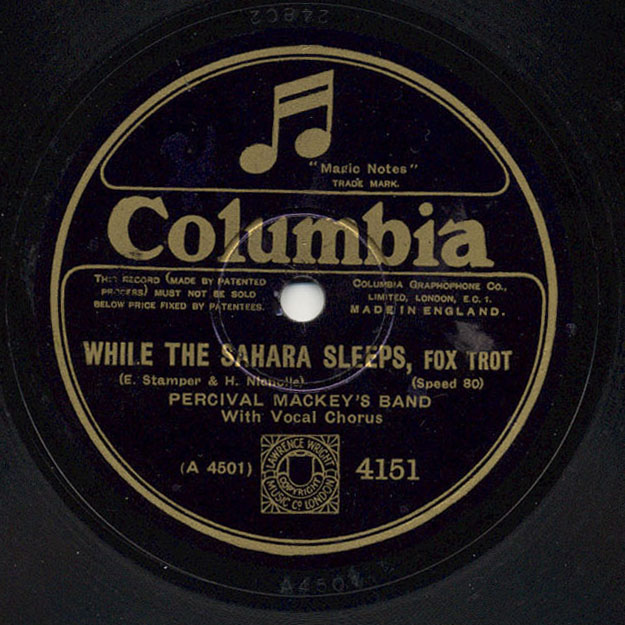 "Magic Notes"
TRADE MARK.
Columbia
THIS RECORD (MADE BY PATENTED
PROCESS) MUST NOT BE SOLD
BELOW PRICE FIXED BY PATENTEES.
COLUMBIA GRAPHOPHONE CO.,
LIMITED, LONDON, E.C. 1.
MADE IN ENGLAND.
WHILE THE SAHARA SLEEPS, FOX TROT
(E. Stamper & H. Nicholls) (Speed 80)
PERCIVAL MACKEY'S BAND
With Vocal Chorus
(A 4501)
LAWRENCE WRIGHT
COPYRIGHT
MUSIC Co LONDON
4151